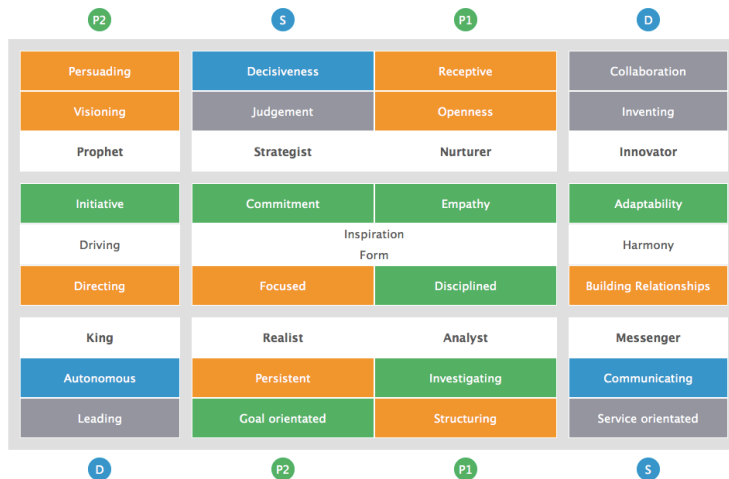 P2 S P1 D
Persuading Decisiveness Receptive Collaboration
Visioning Judgement Openness Inventing
Prophet Strategist Nurturer Innovator
Initiative Commitment Empathy Adaptability
Driving Inspiration Harmony
Form
Directing Focused Disciplined Building Relationships
King Realist Analyst Messenger
Autonomous Persistent Investigating Communicating
Leading Goal orientated Structuring Service orientated
D P2 P1 S